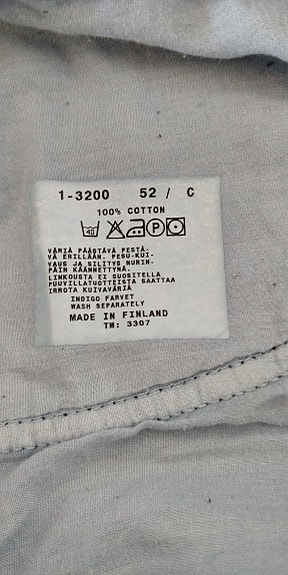 1-3200 52 / C
100% COTTON
40 P
VÄRIÄ PÄÄSTÄVÄ PESTÄ-
VÄ ERILLÄÄN. PESU-KUI-
VAUS JA SILITYS NURIN-
PÄIN KÄÄNNETTYNÄ.
LINKOUSTA EI SUOSITELLA
PUUVILLATUOTTEISTA SAATTAA
IRROTA KUIVAVÄRIÄ
INDIGO FARVET
WASH SEPARATELY
MADE IN FINLAND
TM: 3307